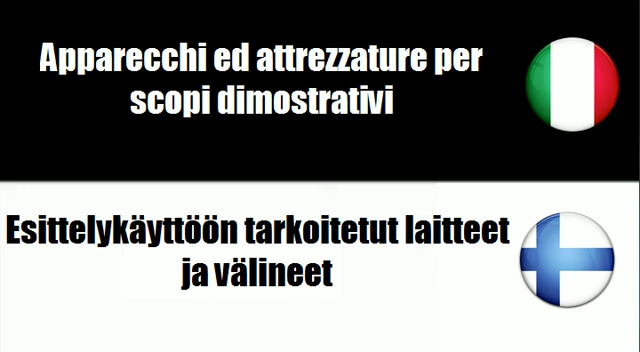 Apparecchi ed attrezzature per
scopi dimostrativi
Esittelykäyttöön tarkoitetut laitteet
ja välineet